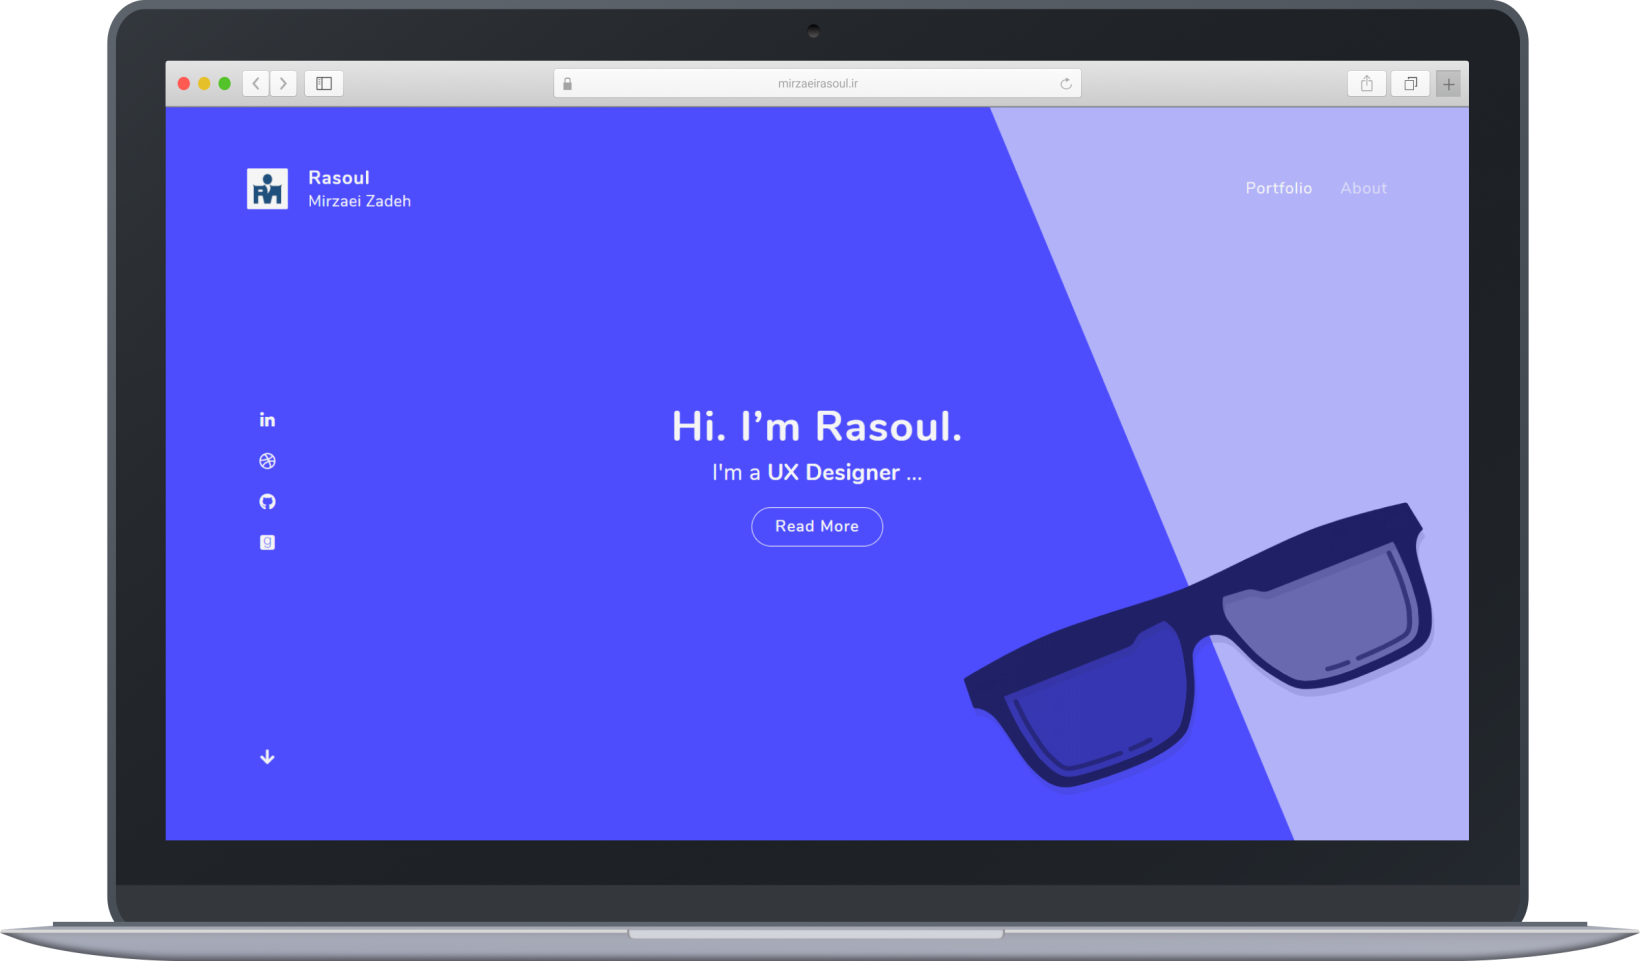 mirzaeirasoul.ir
Rasoul
Mirzaei Zadeh
Portfolio
About
in
Hi. I’m Rasoul.
I'm a UX Designer ...
g
Read More